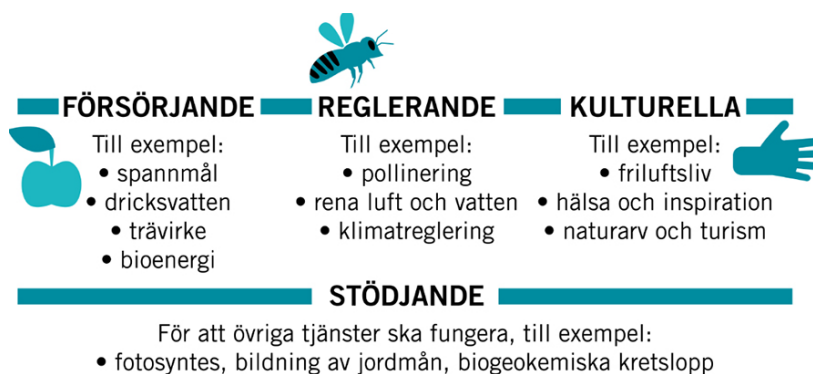 FÖRSÖRJANDE
Till exempel:
• spannmål
• dricksvatten
• trävirke
• bioenergi
REGLERANDE
Till exempel:
• pollinering
• rena luft och vatten
• klimatreglering
KULTURELLA
Till exempel:
• friluftsliv
• hälsa och inspiration
• naturarv och turism
STÖDJANDE
För att övriga tjänster ska fungera, till exempel:
• fotosyntes, bildning av jordmån, biogeokemiska kretslopp